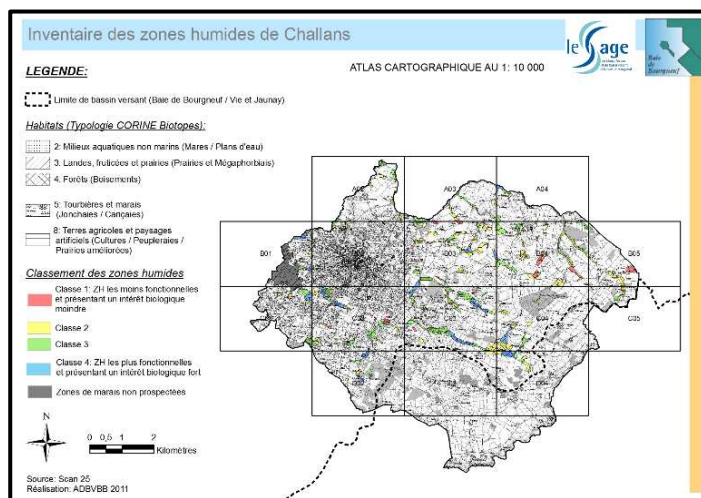 Inventaire des zones humides de Challans
le Sage
Baie
de
Bourgneuf
LEGENDE:
ATLAS CARTOGRAPHIQUE AU 1: 10 000
Limite de bassin versant (Baie de Bourgneuf / Vie et Jaunay)
Habitats (Typologie CORINE Biotopes):
2: Milieux aquatiques non marins (Mares / Plans d'eau)
3. Landes, fruticées et prairies (Prairies et Mégaphorbiais)
4. Forêts (Boisements)
5: Tourbières et marais
(Jonchaies / Cariçaies)
8: Terres agricoles et paysages
artificiels (Cultures / Peupleraies /
Prairies améliorées)
Classement des zones humides
Classe 1: ZH les moins fonctionnelles
et présentant un intérêt biologique
moindre
Classe 2
Classe 3
Classe 4: ZH les plus fonctionnelles
et présentant un intérêt biologique fort
Zones de marais non prospectées
A02
A03
A04
B01
B05
C05
N
0 0,5 1 2
Kilomètres
Source: Scan 25
Réalisation: ADBVBB 2011